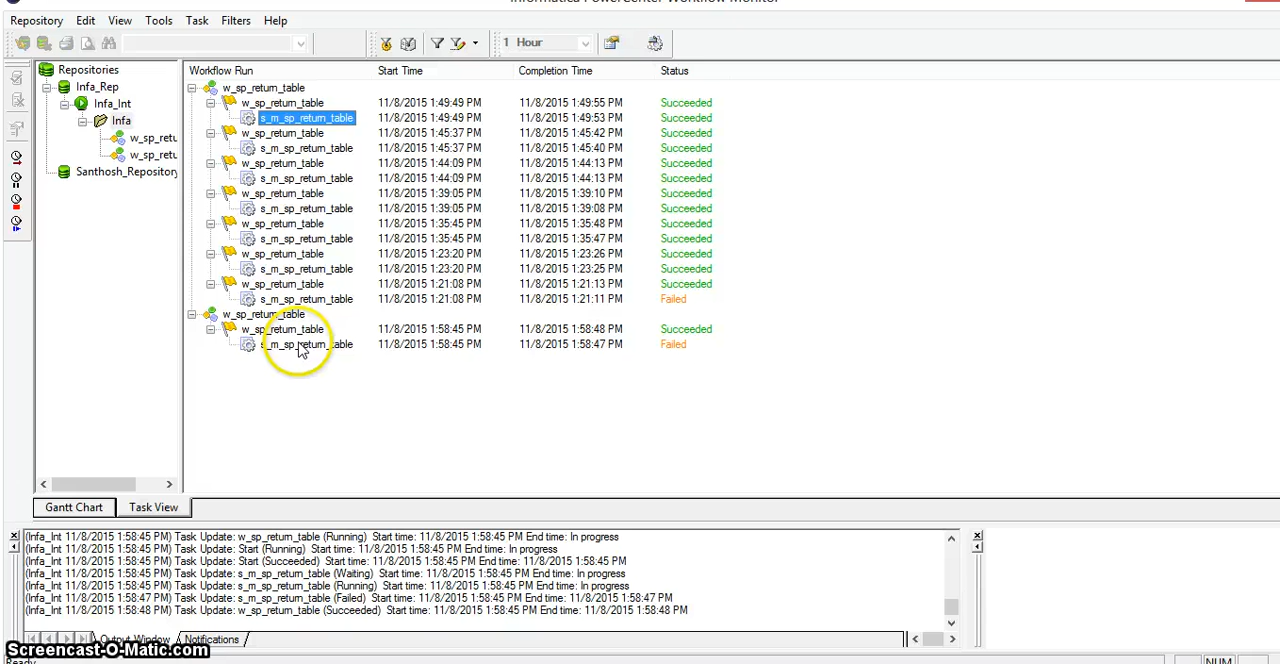 Informatica PowerCenter Workflow Monitor
Repository Edit View Tools Task Filters Help
1 Hour
Repositories
Infa_Rep
Infa_Int
Infa
w_sp_retu
w_sp_retu
Santhosh_Repository
Workflow Run Start Time Completion Time Status
w_sp_return_table
w_sp_return_table 11/8/2015 1:49:49 PM 11/8/2015 1:49:55 PM Succeeded
s_m_sp_return_table 11/8/2015 1:49:49 PM 11/8/2015 1:49:53 PM Succeeded
w_sp_return_table 11/8/2015 1:45:37 PM 11/8/2015 1:45:42 PM Succeeded
s_m_sp_return_table 11/8/2015 1:45:37 PM 11/8/2015 1:45:40 PM Succeeded
w_sp_return_table 11/8/2015 1:44:09 PM 11/8/2015 1:44:13 PM Succeeded
s_m_sp_return_table 11/8/2015 1:44:09 PM 11/8/2015 1:44:13 PM Succeeded
w_sp_return_table 11/8/2015 1:39:05 PM 11/8/2015 1:39:10 PM Succeeded
s_m_sp_return_table 11/8/2015 1:39:05 PM 11/8/2015 1:39:08 PM Succeeded
w_sp_return_table 11/8/2015 1:35:45 PM 11/8/2015 1:35:48 PM Succeeded
s_m_sp_return_table 11/8/2015 1:35:45 PM 11/8/2015 1:35:47 PM Succeeded
w_sp_return_table 11/8/2015 1:23:20 PM 11/8/2015 1:23:26 PM Succeeded
s_m_sp_return_table 11/8/2015 1:23:20 PM 11/8/2015 1:23:25 PM Succeeded
w_sp_return_table 11/8/2015 1:21:08 PM 11/8/2015 1:21:13 PM Succeeded
s_m_sp_return_table 11/8/2015 1:21:08 PM 11/8/2015 1:21:11 PM Failed
w_sp_return_table
w_sp_return_table 11/8/2015 1:58:45 PM 11/8/2015 1:58:48 PM Succeeded
s_m_sp_return_table 11/8/2015 1:58:45 PM 11/8/2015 1:58:47 PM Failed
Gantt Chart Task View
(Infa_Int 11/8/2015 1:58:45 PM) Task Update: w_sp_return_table (Running) Start time: 11/8/2015 1:58:45 PM End time: In progress
(Infa_Int 11/8/2015 1:58:45 PM) Task Update: Start (Running) Start time: 11/8/2015 1:58:45 PM End time: In progress
(Infa_Int 11/8/2015 1:58:45 PM) Task Update: Start (Succeeded) Start time: 11/8/2015 1:58:45 PM End time: 11/8/2015 1:58:45 PM
(Infa_Int 11/8/2015 1:58:45 PM) Task Update: s_m_sp_return_table (Waiting) Start time: 11/8/2015 1:58:45 PM End time: In progress
(Infa_Int 11/8/2015 1:58:45 PM) Task Update: s_m_sp_return_table (Running) Start time: 11/8/2015 1:58:45 PM End time: In progress
(Infa_Int 11/8/2015 1:58:47 PM) Task Update: s_m_sp_return_table (Failed) Start time: 11/8/2015 1:58:45 PM End time: 11/8/2015 1:58:47 PM
(Infa_Int 11/8/2015 1:58:48 PM) Task Update: w_sp_return_table (Succeeded) Start time: 11/8/2015 1:58:45 PM End time: 11/8/2015 1:58:48 PM
Output Window Notifications
Screencast-O-Matic.com
Ready NUM